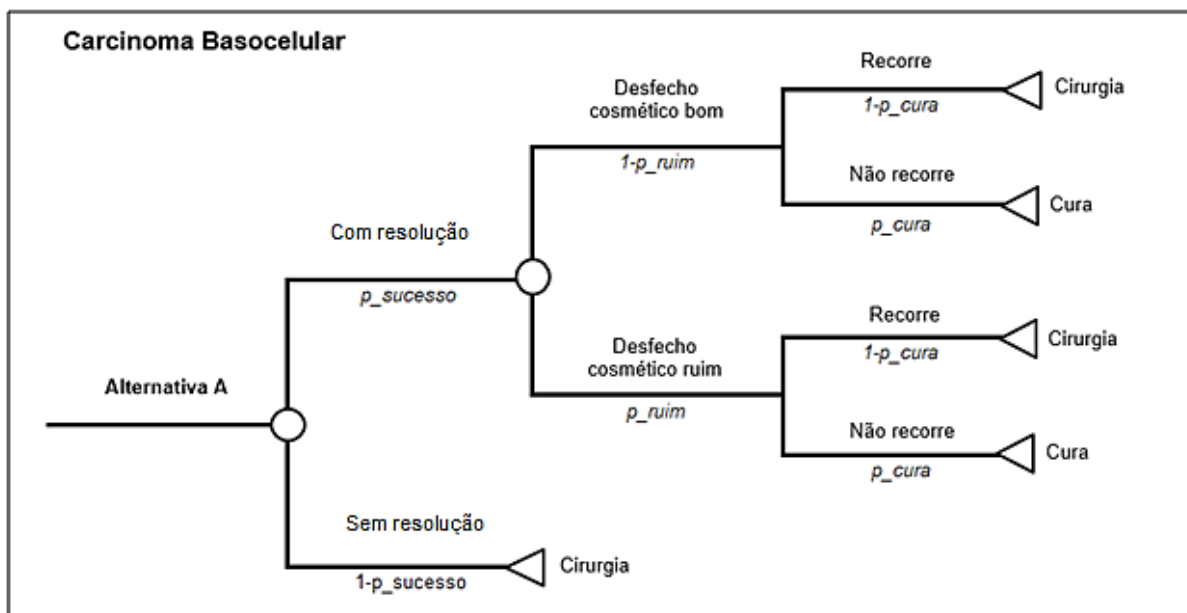 Carcinoma Basocelular
Recorre
Cirurgia
1-p_cura
Desfecho
cosmético bom
1-p_ruim
Não recorre
Cura
p_cura
Com resolução
p_sucesso
Recorre
Cirurgia
1-p_cura
Desfecho
cosmético ruim
p_ruim
Não recorre
Cura
p_cura
Alternativa A
Sem resolução
Cirurgia
1-p_sucesso